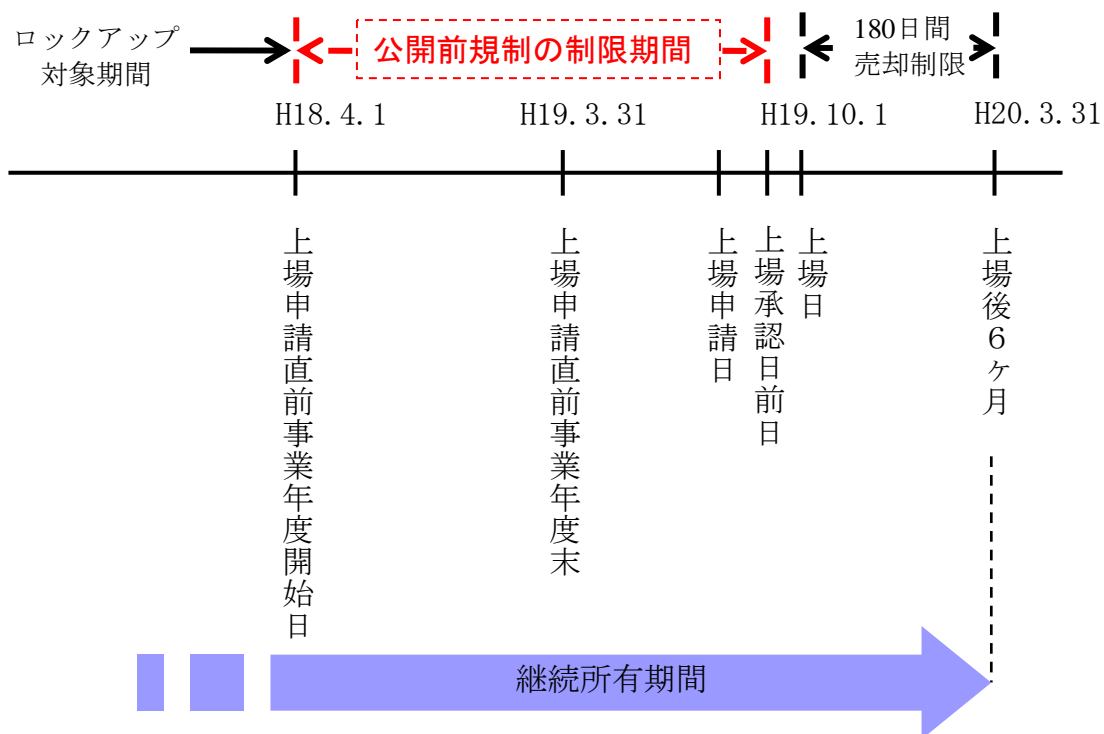 ロックアップ
対象期間
公開前規制の制限期間
180日間
売却制限
H18.4.1
H19.3.31
H19.10.1
H20.3.31
上場申請直前事業年度開始日
上場申請直前事業年度末
上場申請日
上場承認日前日
上場日
上場後6ヶ月
継続所有期間